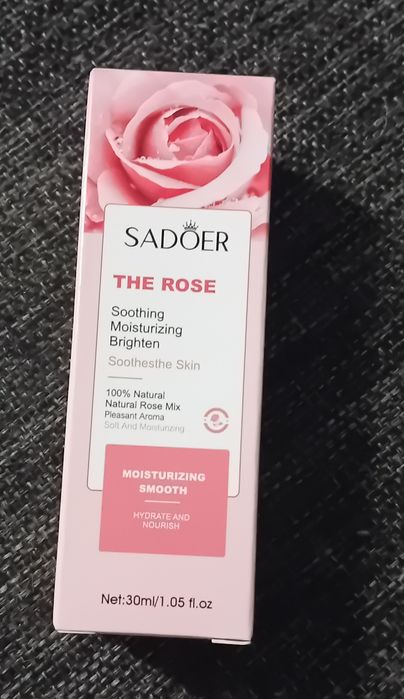 SADOER
THE ROSE
Soothing
Moisturizing
Brighten
Soothesthe Skin
100% Natural
Natural Rose Mix
Pleasant Aroma
Soft And Moisturizing
MOISTURIZING
SMOOTH
HYDRATE AND
NOURISH
Net:30ml/1.05 fl.oz